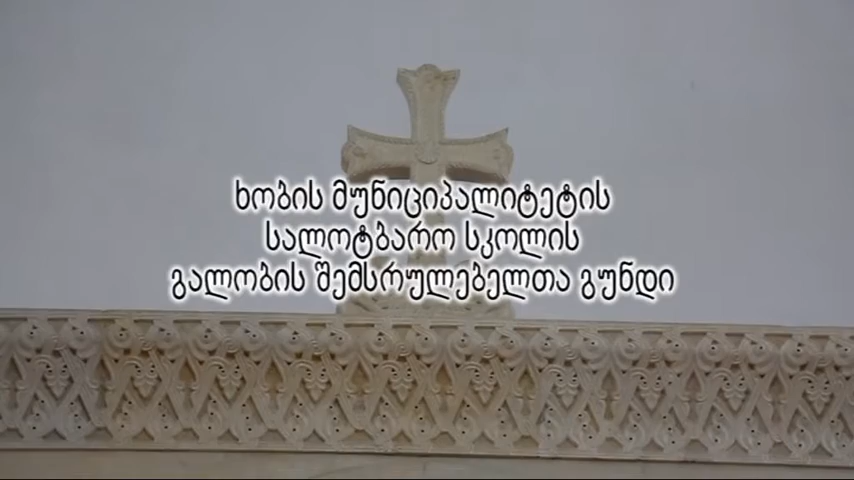 ხობის მუნიციპალიტეტის
სალოტბარო სკოლის
გალობის შემსრულებელთა გუნდი